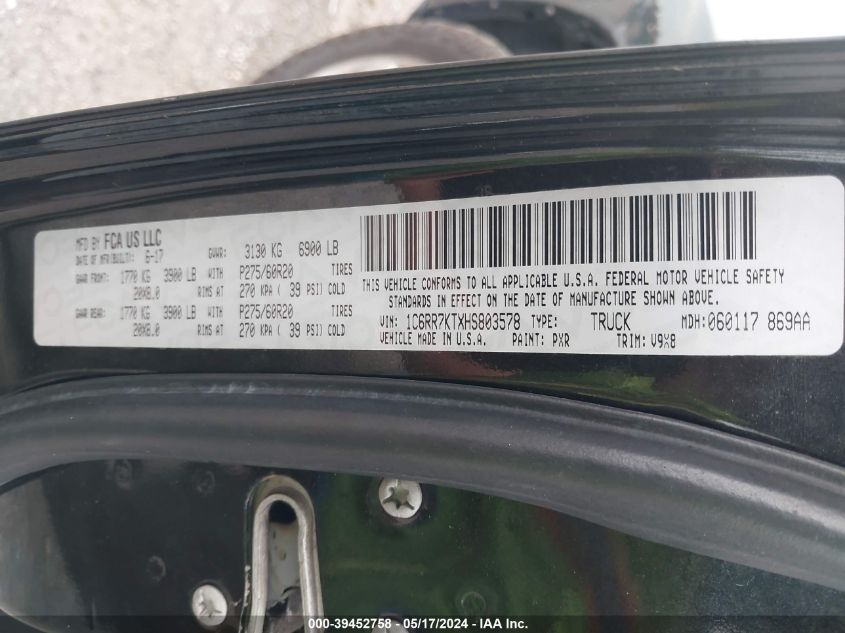 MFD BY FCA US LLC
DATE OF MFR(BUILT): 6-17 GVWR: 3130 KG 6900 LB
GAWR FRONT: 1770 KG 3900 LB WITH P275/60R20 TIRES
20X8.0 RIMS AT 270 KPA ( 39 PSI) COLD
GAWR REAR: 1770 KG 3900 LB WITH P275/60R20 TIRES
20X8.0 RIMS AT 270 KPA ( 39 PSI) COLD
THIS VEHICLE CONFORMS TO ALL APPLICABLE U.S.A. FEDERAL MOTOR VEHICLE SAFETY
STANDARDS IN EFFECT ON THE DATE OF MANUFACTURE SHOWN ABOVE.
VIN: 1C6RR7KTXHS803578 TYPE: TRUCK MDH:060117 869AA
VEHICLE MADE IN U.S.A. PAINT: PXR TRIM: V9X8
000-39452758 - 05/17/2024 - IAA Inc.